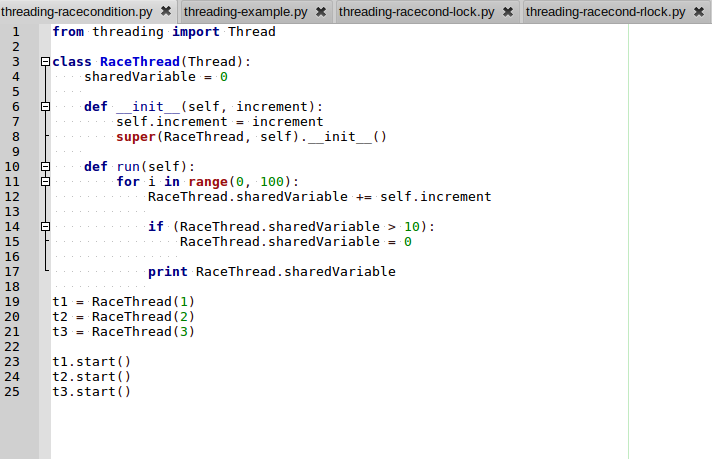 threading-racecondition.py ✖ threading-example.py ✖ threading-racecond-lock.py ✖ threading-racecond-rlock.py ✖
1 from threading import Thread
2
3 class RaceThread(Thread):
4     sharedVariable = 0
5
6     def __init__(self, increment):
7         self.increment = increment
8         super(RaceThread, self).__init__()
9
10     def run(self):
11         for i in range(0, 100):
12             RaceThread.sharedVariable += self.increment
13
14             if (RaceThread.sharedVariable > 10):
15                 RaceThread.sharedVariable = 0
16
17             print RaceThread.sharedVariable
18
19 t1 = RaceThread(1)
20 t2 = RaceThread(2)
21 t3 = RaceThread(3)
22
23 t1.start()
24 t2.start()
25 t3.start()